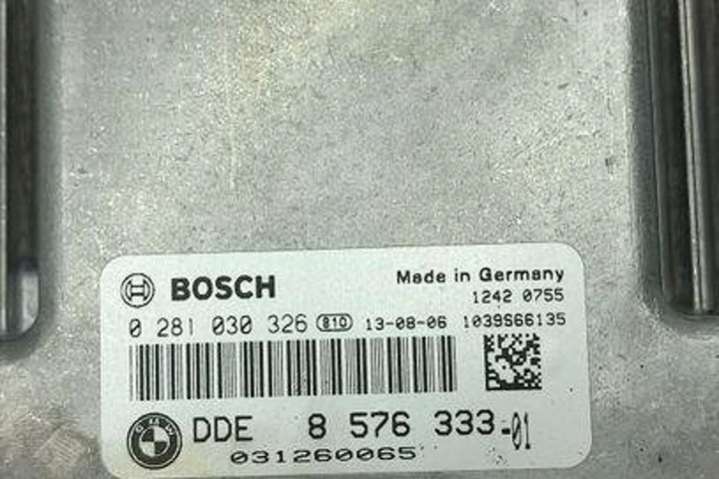 BOSCH
Made in Germany
1242 0755
0 281 030 326 810 13-08-06 1039S66135
BMW
DDE 8 576 333-01
031260065